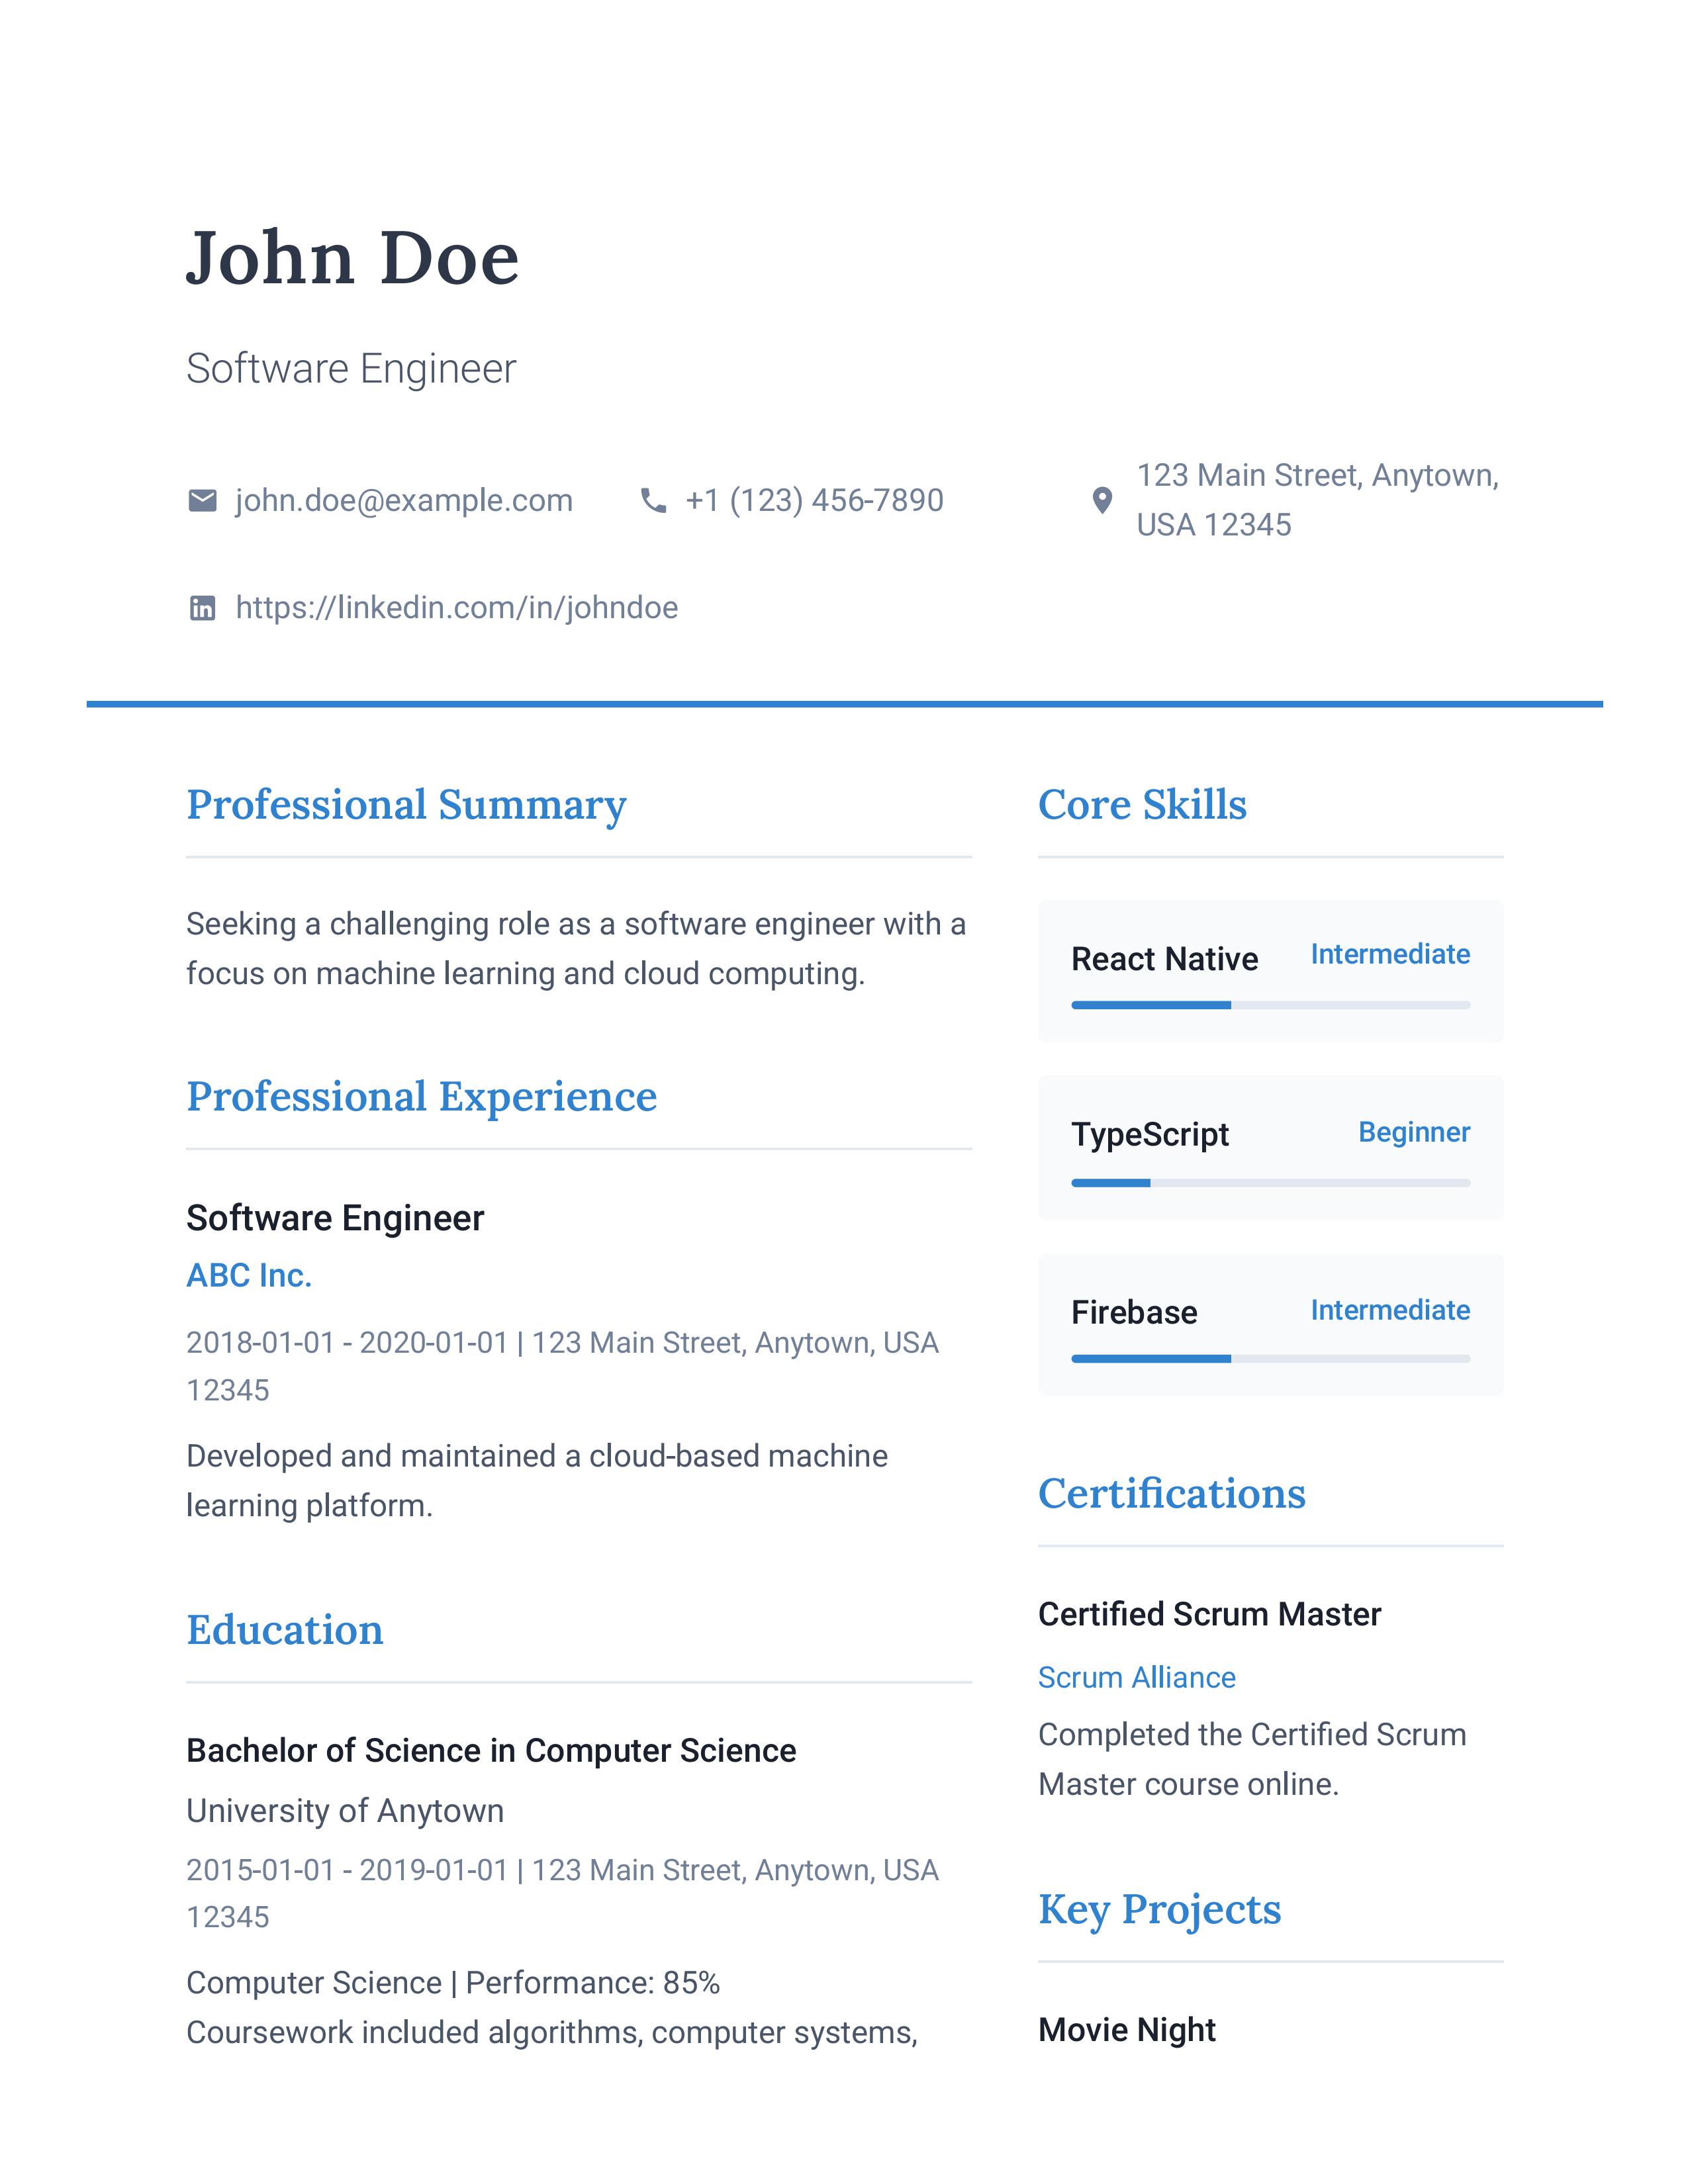 John Doe
Software Engineer
john.doe@example.com
+1 (123) 456-7890
123 Main Street, Anytown,
USA 12345
https://linkedin.com/in/johndoe
Professional Summary
Seeking a challenging role as a software engineer with a
focus on machine learning and cloud computing.
Professional Experience
Software Engineer
ABC Inc.
2018-01-01 - 2020-01-01 | 123 Main Street, Anytown, USA
12345
Developed and maintained a cloud-based machine
learning platform.
Education
Bachelor of Science in Computer Science
University of Anytown
2015-01-01 - 2019-01-01 | 123 Main Street, Anytown, USA
12345
Computer Science | Performance: 85%
Coursework included algorithms, computer systems,
Core Skills
React Native
Intermediate
TypeScript
Beginner
Firebase
Intermediate
Certifications
Certified Scrum Master
Scrum Alliance
Completed the Certified Scrum
Master course online.
Key Projects
Movie Night